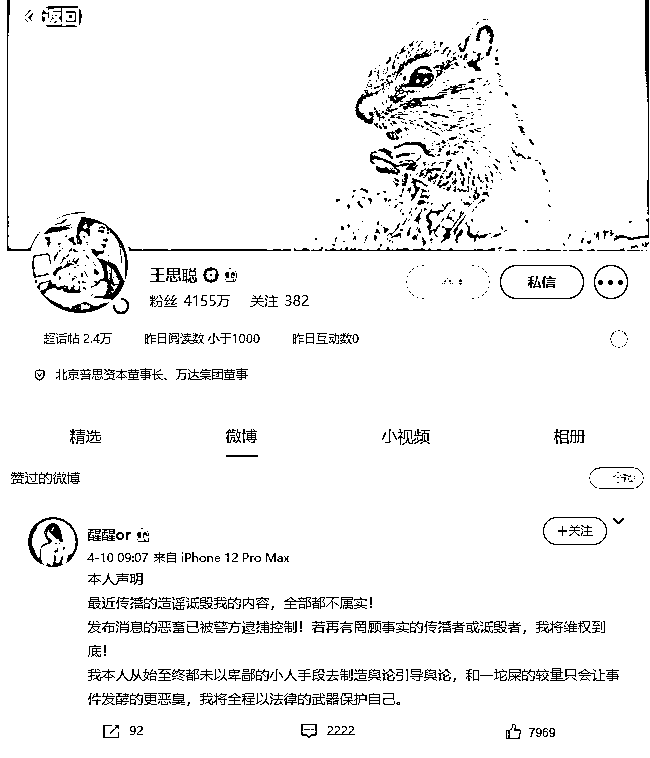 返回
王思聪
粉丝 4155万 关注 382
私信
超话帖 2.4万 昨日阅读数 小于1000 昨日互动数0
北京普思资本董事长、万达集团董事
精选 微博 小视频 相册
赞过的微博
醒醒or
+关注
4-10 09:07 来自 iPhone 12 Pro Max
本人声明
最近传播的造谣诋毁我的内容，全部都不属实！
发布消息的恶畜已被警方逮捕控制！若再有罔顾事实的传播者或诋毁者，我将维权到
底！
我本人从始至终都未以卑鄙的小人手段去制造舆论引导舆论，和一坨屎的较量只会让事
件发酵的更恶臭，我将全程以法律的武器保护自己。
92 2222 7969